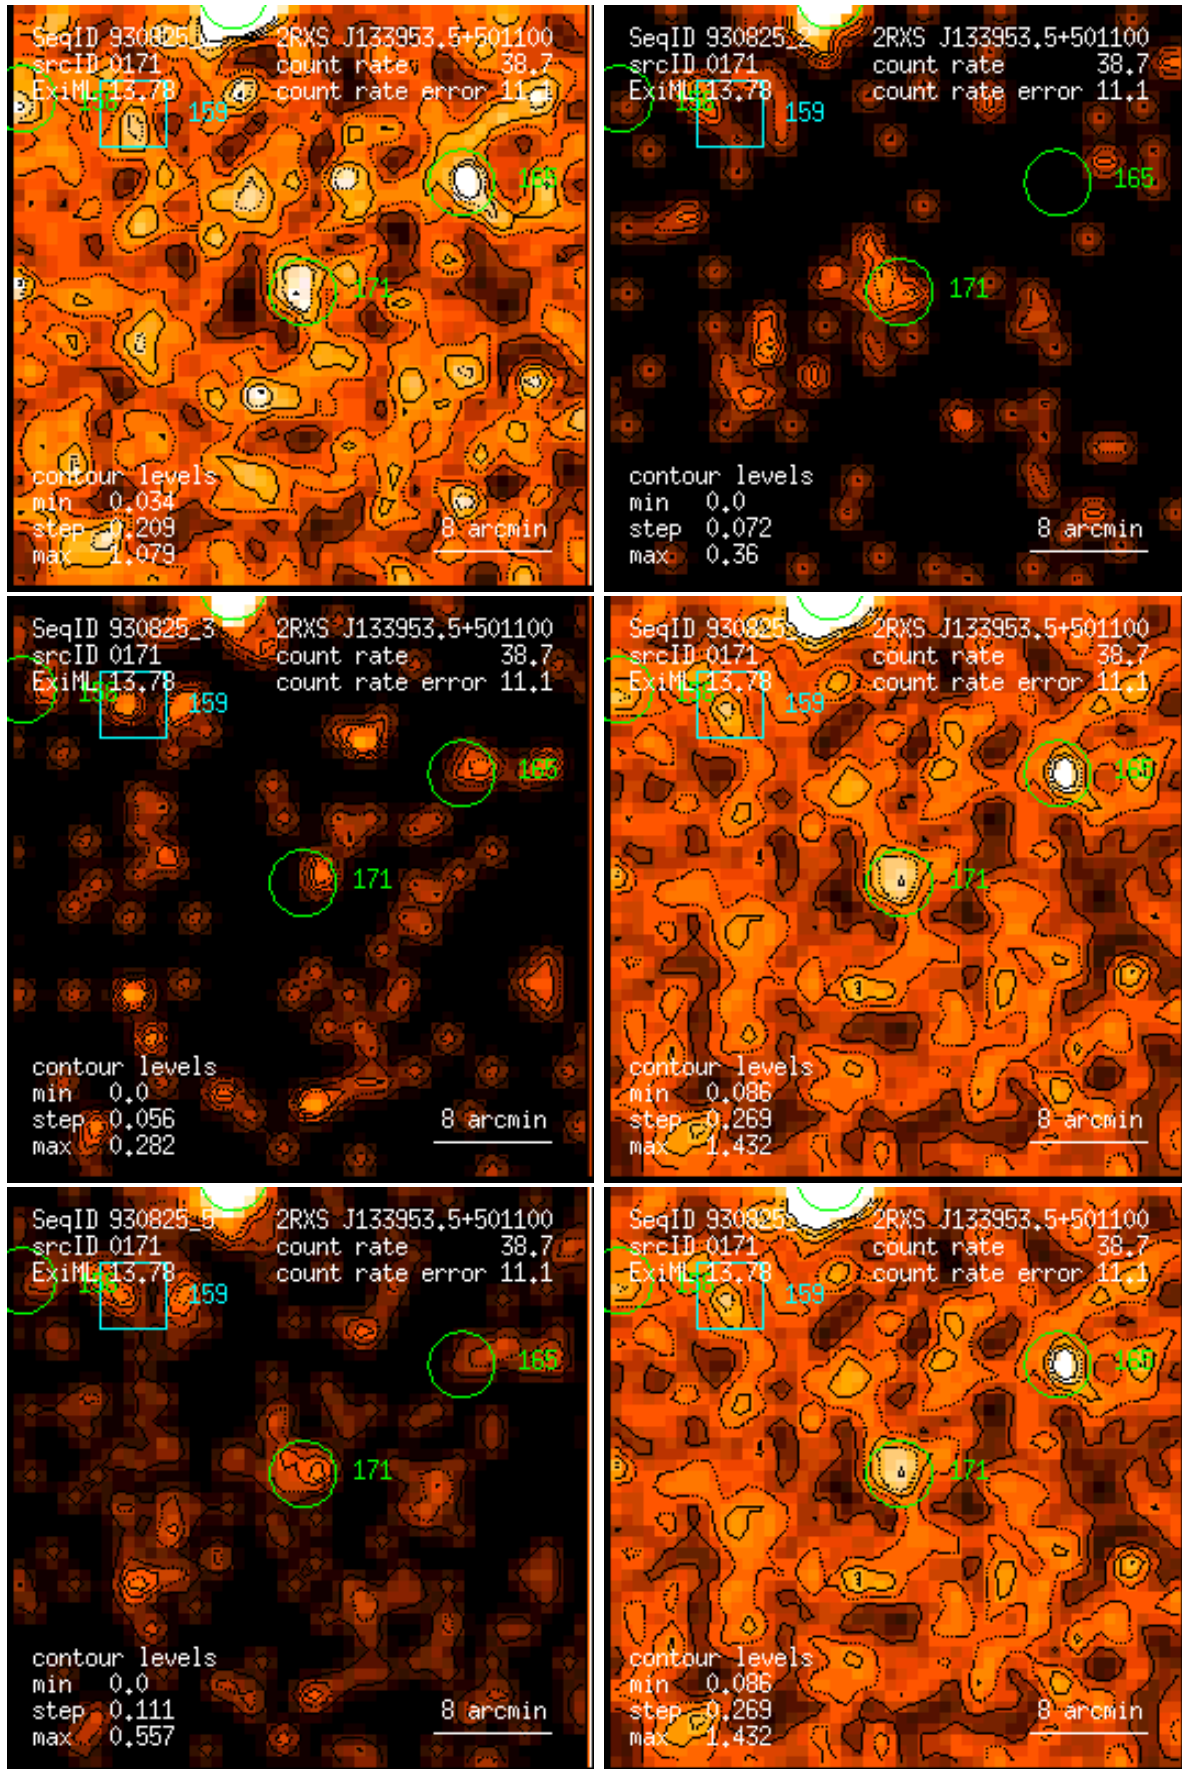 SeqID 930825_ 2RXS J133953.5+501100
srcID 0171 count rate 38.7
ExiML 13.78 count rate error 11.1
159
165
171
contour levels
min 0.034
step 0.209
max 1.079
8 arcmin
SeqID 930825_2 2RXS J133953.5+501100
srcID 0171 count rate 38.7
ExiML 13.78 count rate error 11.1
159
165
171
contour levels
min 0.0
step 0.072
max 0.36
8 arcmin
SeqID 930825_3 2RXS J133953.5+501100
srcID 0171 count rate 38.7
ExiML 13.78 count rate error 11.1
159
165
171
contour levels
min 0.0
step 0.056
max 0.282
8 arcmin
SeqID 930825 2RXS J133953.5+501100
srcID 0171 count rate 38.7
ExiML 13.78 count rate error 11.1
159
165
171
contour levels
min 0.086
step 0.269
max 1.432
8 arcmin
SeqID 930825_5 2RXS J133953.5+501100
srcID 0171 count rate 38.7
ExiML 13.78 count rate error 11.1
159
165
171
contour levels
min 0.0
step 0.111
max 0.557
8 arcmin
SeqID 930825 2RXS J133953.5+501100
srcID 0171 count rate 38.7
ExiML 13.78 count rate error 11.1
159
165
171
contour levels
min 0.086
step 0.269
max 1.432
8 arcmin